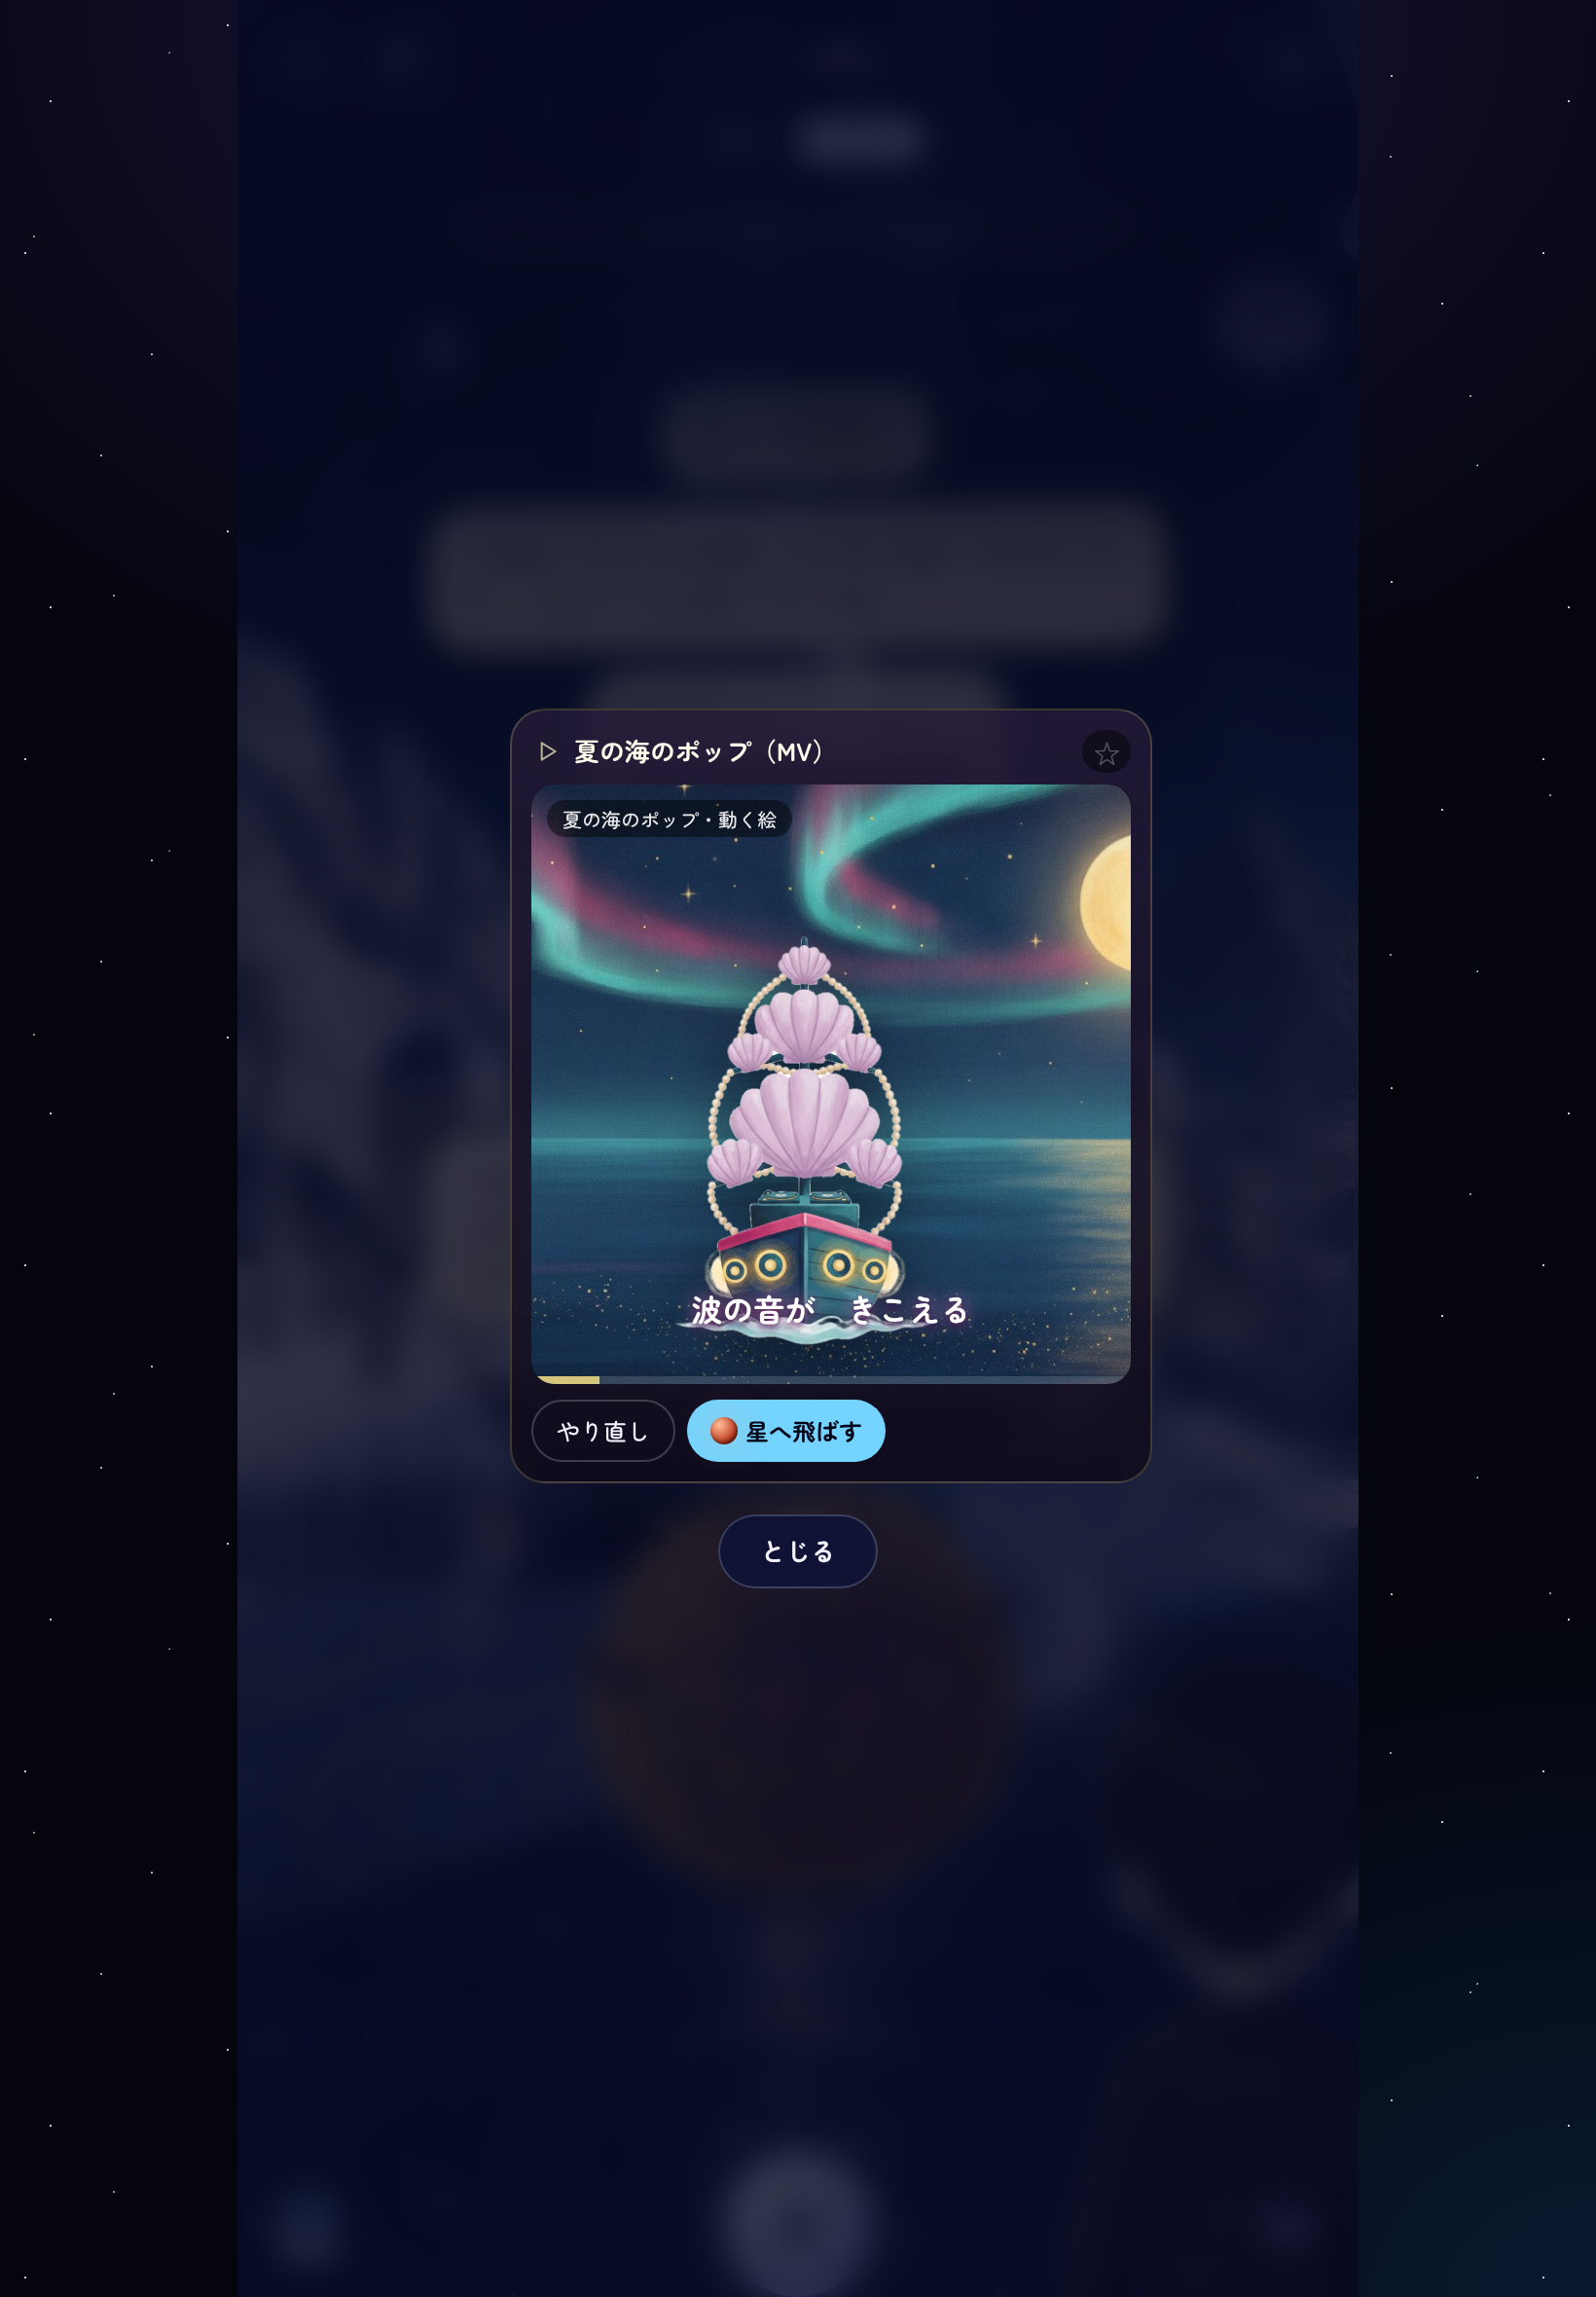 夏の海のポップ（MV）
夏の海のポップ・動く絵
波の音が　きこえる
やり直し
星へ飛ばす
とじる